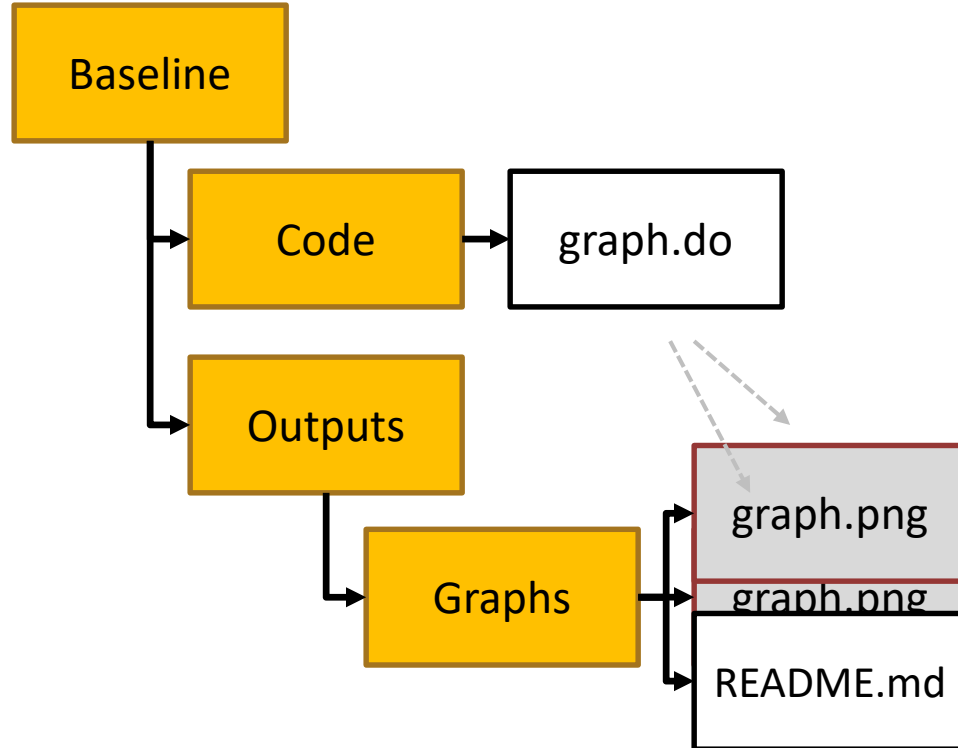 Baseline
Code
graph.do
Outputs
graph.png
Graphs
graph.png
README.md